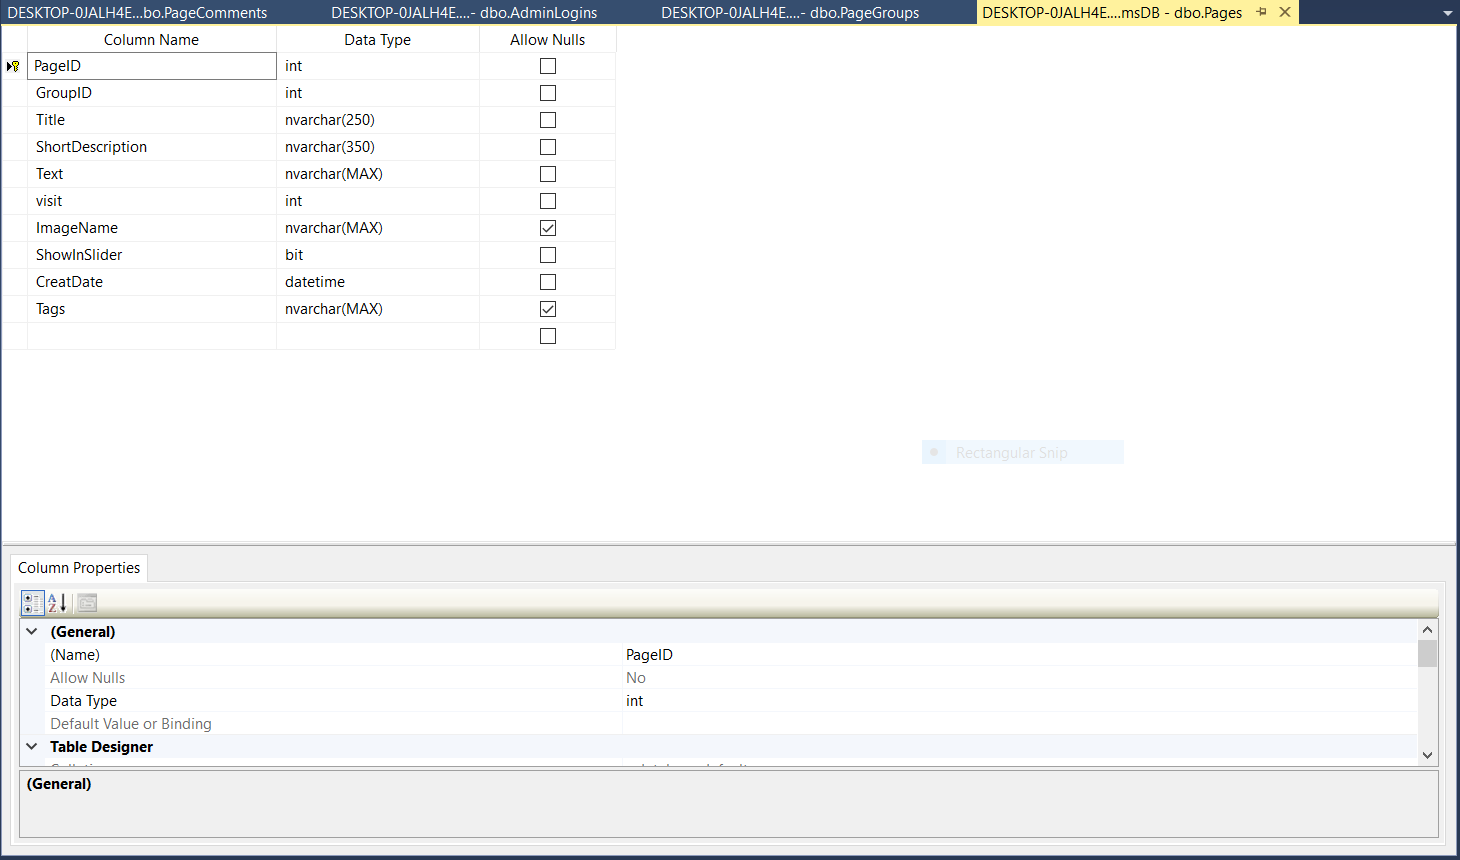 DESKTOP-0JALH4E...bo.PageComments DESKTOP-0JALH4E....- dbo.AdminLogins DESKTOP-0JALH4E....- dbo.PageGroups DESKTOP-0JALH4E....msDB - dbo.Pages
Column Name Data Type Allow Nulls
PageID int
GroupID int
Title nvarchar(250)
ShortDescription nvarchar(350)
Text nvarchar(MAX)
visit int
ImageName nvarchar(MAX)
ShowInSlider bit
CreatDate datetime
Tags nvarchar(MAX)
Rectangular Snip
Column Properties
(General)
(Name) PageID
Allow Nulls No
Data Type int
Default Value or Binding
Table Designer
(General)